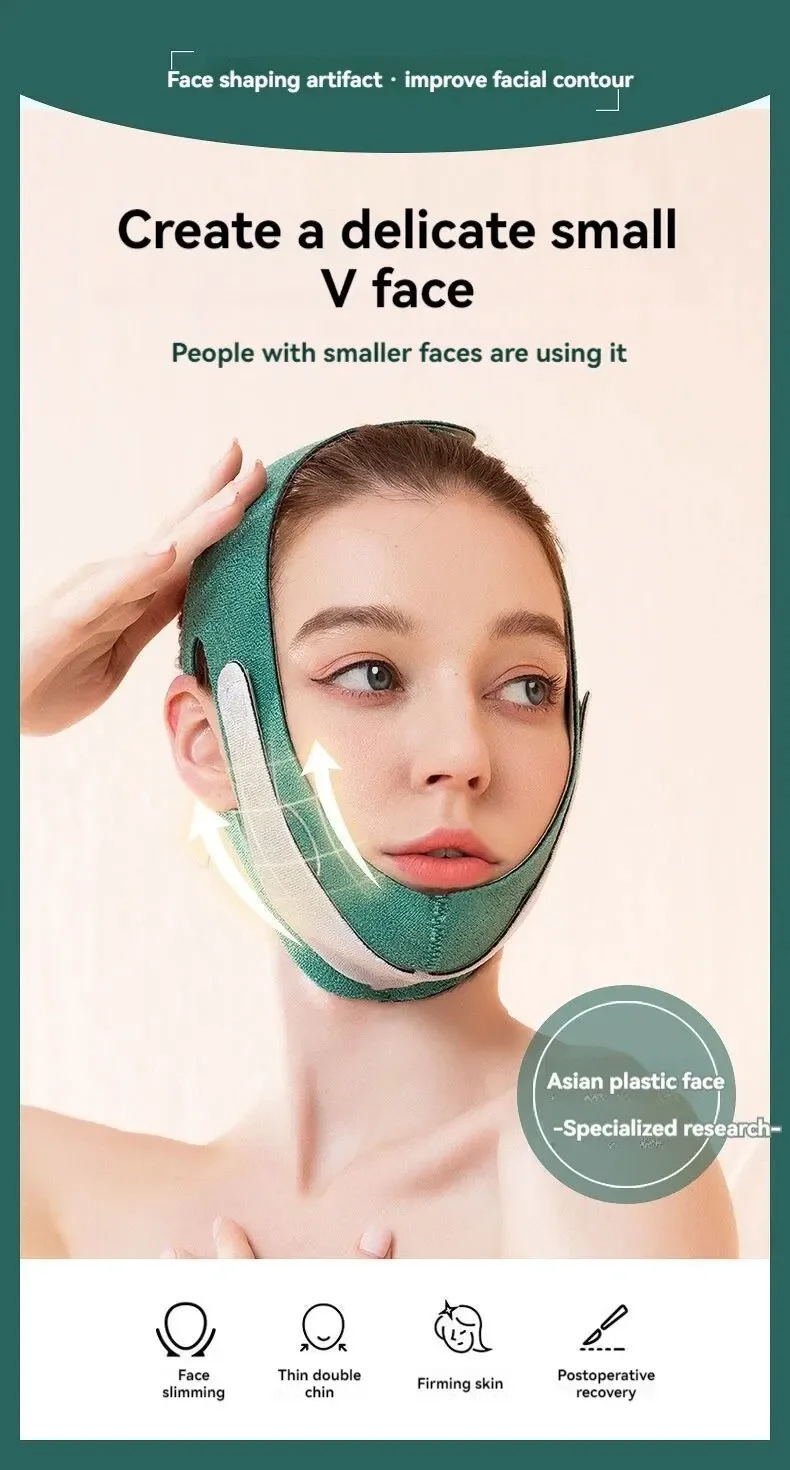 Face shaping artifact · improve facial contour
Create a delicate small
V face
People with smaller faces are using it
Asian plastic face
-Specialized research-
Face
slimming
Thin double
chin
Firming skin
Postoperative
recovery